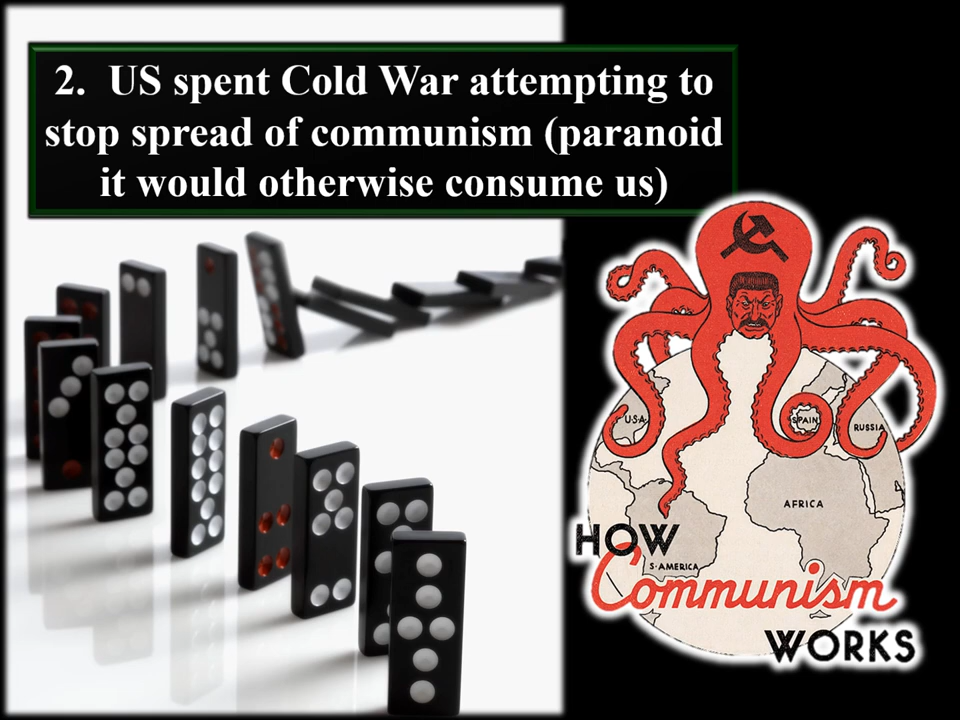 2. US spent Cold War attempting to
stop spread of communism (paranoid
it would otherwise consume us)
U.S.A.
SPAIN
RUSSIA
AFRICA
S. AMERICA
HOW
Communism
WORKS